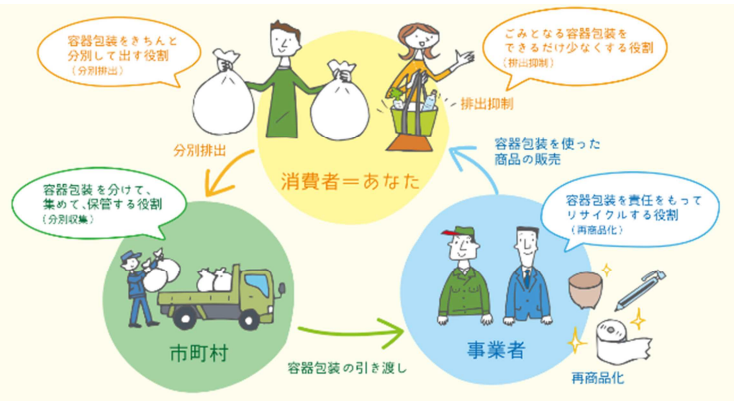 容器包装をきちんと
分別して出す役割
(分別排出)
ごみとなる容器包装を
できるだけ少なくする役割
(排出抑制)
排出抑制
分別排出
消費者=あなた
容器包装を使った
商品の販売
容器包装を分けて、
集めて、保管する役割
(分別収集)
容器包装を責任をもって
リサイクルする役割
(再商品化)
市町村
容器包装の引き渡し
事業者
再商品化